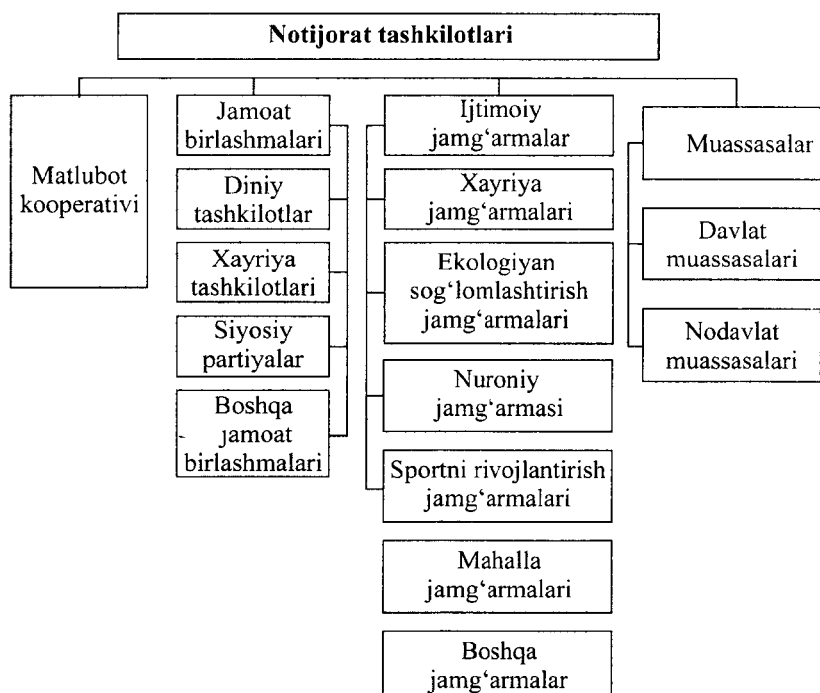 Notijorat tashkilotlari
Matlubot
kooperativi
Jamoat
birlashmalari
Diniy
tashkilotlar
Xayriya
tashkilotlari
Siyosiy
partiyalar
Boshqa
jamoat
birlashmalari
Ijtimoiy
jamg‘armalar
Xayriya
jamg‘armalari
Ekologiyan
sog‘lomlashtirish
jamg‘armalari
Nuroniy
jamg‘armasi
Sportni rivojlantirish
jamg‘armalari
Mahalla
jamg‘armalari
Boshqa
jamg‘armalar
Muassasalar
Davlat
muassasalari
Nodavlat
muassasalari